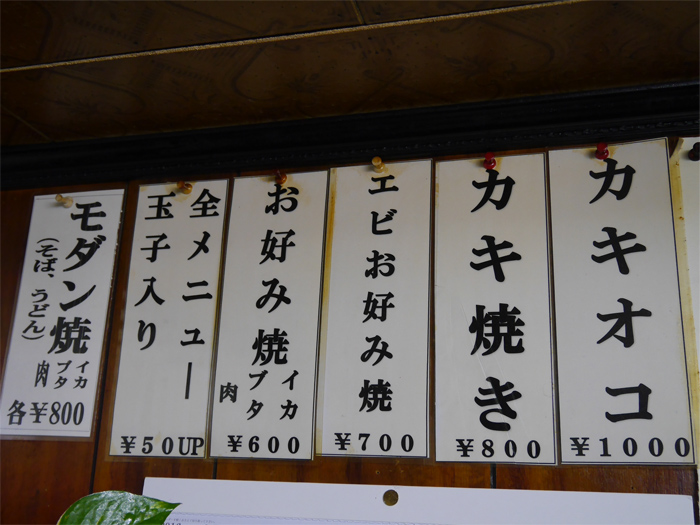 カキオコ
¥1000
カキ焼き
¥800
エビお好み焼
¥700
お好み焼
イカ
ブタ
肉
¥600
全メニュー
玉子入り
¥50UP
モダン焼
(そば、うどん)
イカ
ブタ
肉
各¥800